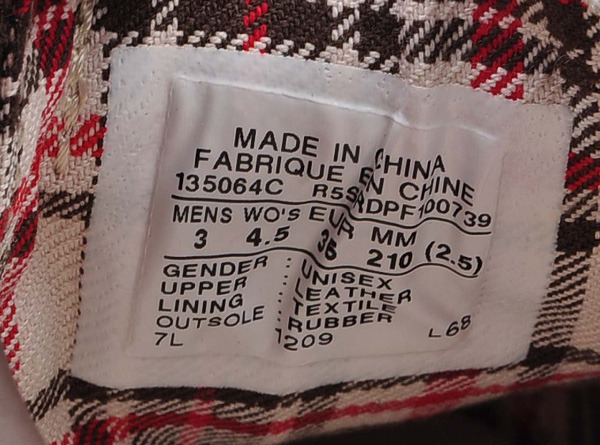 MADE IN CHINA
FABRIQUE EN CHINE
135064C
MENS WO'S EUR MM
3 4.5 35 210 (2.5)
GENDER : UNISEX
UPPER : LEATHER
LINING : TEXTILE
OUTSOLE : RUBBER
7L 1209 L68